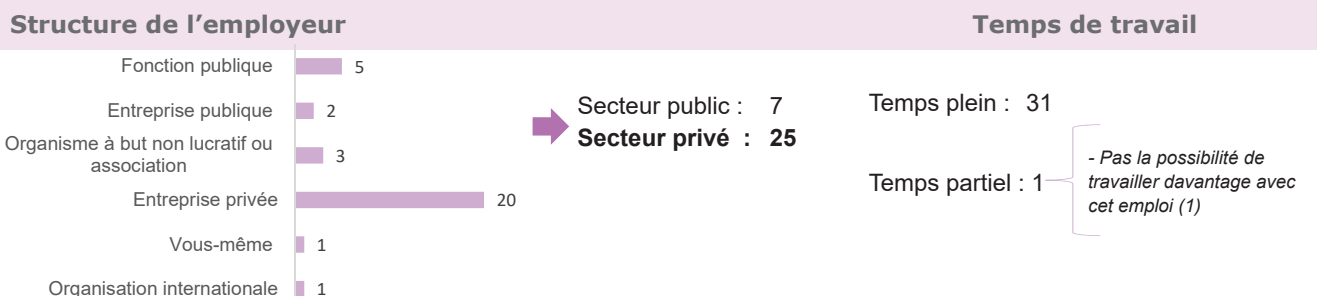 Structure de l’employeur
Temps de travail
Fonction publique 5
Entreprise publique 2
Organisme à but non lucratif ou
association 3
Entreprise privée 20
Vous-même 1
Organisation internationale 1
Secteur public : 7
Secteur privé : 25
Temps plein : 31
Temps partiel : 1
- Pas la possibilité de
travailler davantage avec
cet emploi (1)